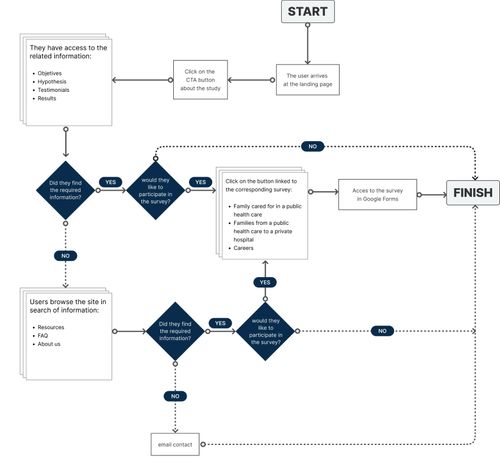 START
They have access to the
related information:
Objetives
Hypothesis
Testimonials
Results
Click on the
CTA button
about the study
The user arrives
at the landing page
NO
Did they find
the required
information?
YES
would they
like to
participate in
the survey?
YES
Click on the button linked to
the corresponding survey:
Family cared for in a public
health care
Families from a public
health care to a private
hospital
Careers
Acces to the survey
in Google Forms
FINISH
NO
YES
Users browse the site in
search of information:
Resources
FAQ
About us
Did they find
the required
information?
YES
would they
like to
participate in
the survey?
NO
NO
email contact